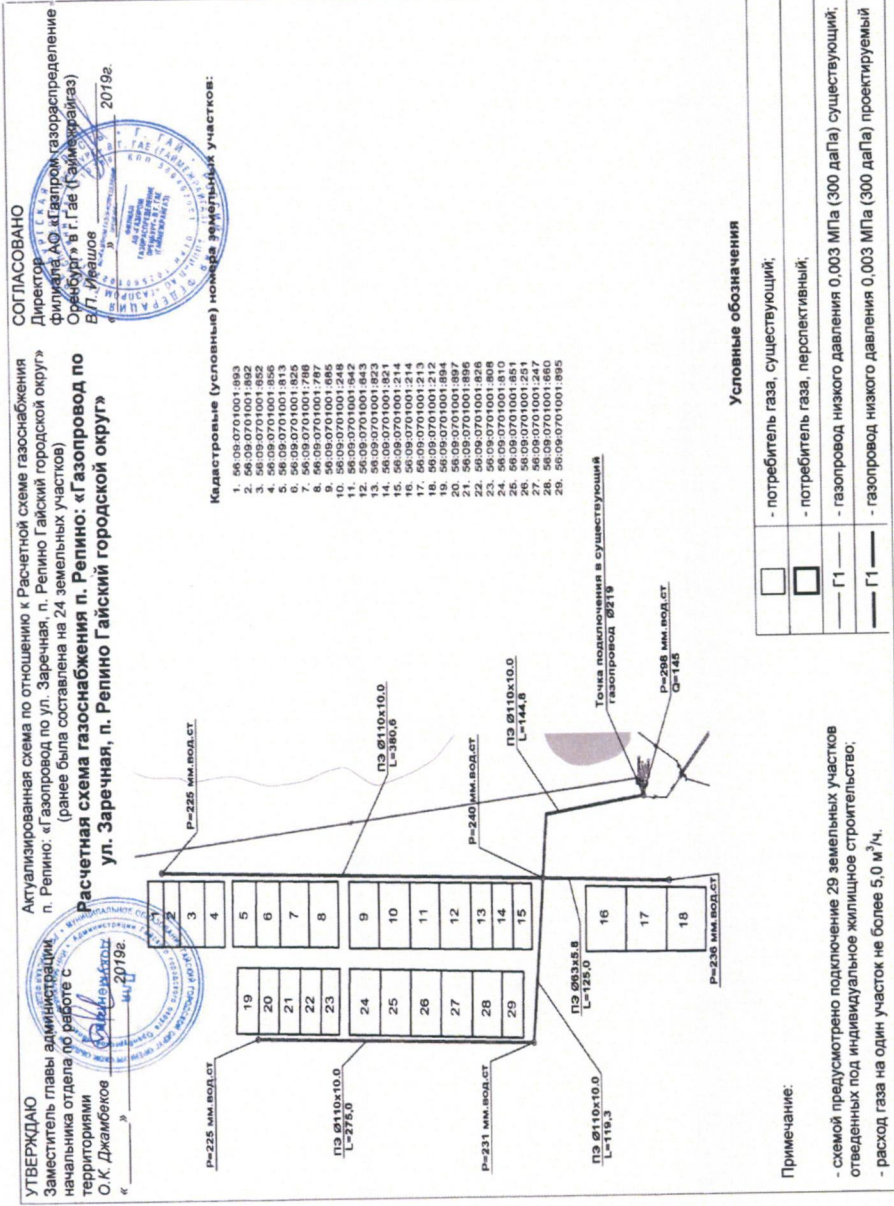 УТВЕРЖДАЮ
Заместитель главы администрации
начальника отдела по работе с
территориями
О.К. Джамбеков
«      »      2019г.
Актуализированная схема по отношению к Расчетной схеме газоснабжения
п. Репино: «Газопровод по ул. Заречная, п. Репино Гайский городской округ»
(ранее была составлена на 24 земельных участков)
Расчетная схема газоснабжения п. Репино: «Газопровод по
ул. Заречная, п. Репино Гайский городской округ»
СОГЛАСОВАНО
Директор
филиала АО «Газпром газораспределение
Оренбург» в г.Гае (Гаймежрайгаз)
В.П. Ивашов
«      »      2019г.
Кадастровые (условные) номера земельных участков:
1. 56:09:0701001:893
2. 56:09:0701001:892
3. 56:09:0701001:652
4. 56:09:0701001:856
5. 56:09:0701001:813
6. 56:09:0701001:825
7. 56:09:0701001:788
8. 56:09:0701001:787
9. 56:09:0701001:685
10. 56:09:0701001:248
11. 56:09:0701001:642
12. 56:09:0701001:643
13. 56:09:0701001:823
14. 56:09:0701001:821
15. 56:09:0701001:214
16. 56:09:0701001:214
17. 56:09:0701001:213
18. 56:09:0701001:212
19. 56:09:0701001:894
20. 56:09:0701001:897
21. 56:09:0701001:896
22. 56:09:0701001:826
23. 56:09:0701001:808
24. 56:09:0701001:810
25. 56:09:0701001:651
26. 56:09:0701001:251
27. 56:09:0701001:247
28. 56:09:0701001:660
29. 56:09:0701001:895
P=225 мм.вод.ст
P=225 мм.вод.ст
1
2
3
4
5
6
7
8
9
10
11
12
13
14
15
16
17
18
19
20
21
22
23
24
25
26
27
28
29
ПЭ Ø110x10.0
L=380,6
ПЭ Ø110x10.0
L=275,0
P=240 мм.вод.ст
ПЭ Ø110x10.0
L=144,8
P=231 мм.вод.ст
ПЭ Ø63x5.8
L=125,0
ПЭ Ø110x10.0
L=119,3
Точка подключения в существующий
газопровод Ø219
P=298 мм.вод.ст
Q=145
P=236 мм.вод.ст
Примечание:
- схемой предусмотрено подключение 29 земельных участков
отведенных под индивидуальное жилищное строительство;
- расход газа на один участок не более 5,0 м³/ч.
Условные обозначения
- потребитель газа, существующий;
- потребитель газа, перспективный;
Г1 - газопровод низкого давления 0,003 МПа (300 даПа) существующий;
Г1 - газопровод низкого давления 0,003 МПа (300 даПа) проектируемый